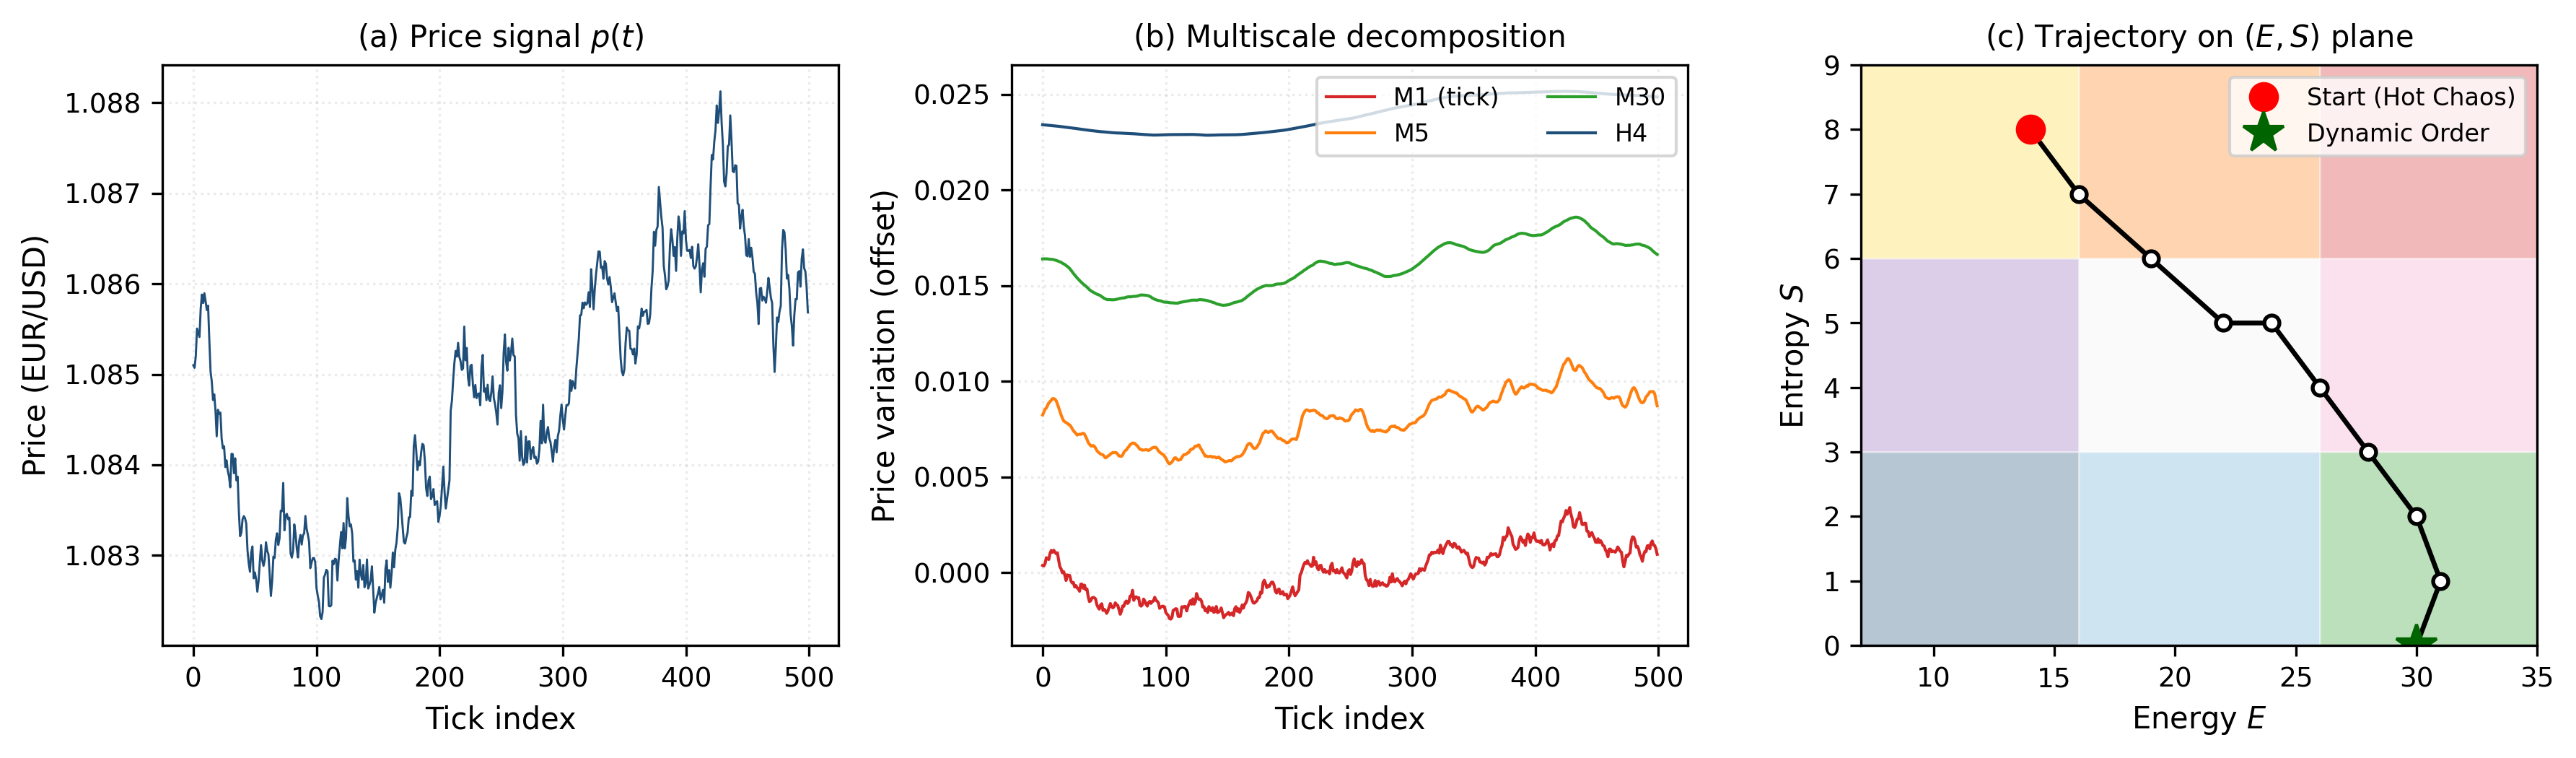 (a) Price signal p(t)
Price (EUR/USD)
1.088
1.087
1.086
1.085
1.084
1.083
0 100 200 300 400 500
Tick index
(b) Multiscale decomposition
Price variation (offset)
0.025
0.020
0.015
0.010
0.005
0.000
M1 (tick) M30
M5 H4
0 100 200 300 400 500
Tick index
(c) Trajectory on (E, S) plane
Entropy S
9
8
7
6
5
4
3
2
1
0
Start (Hot Chaos)
Dynamic Order
10 15 20 25 30 35
Energy E